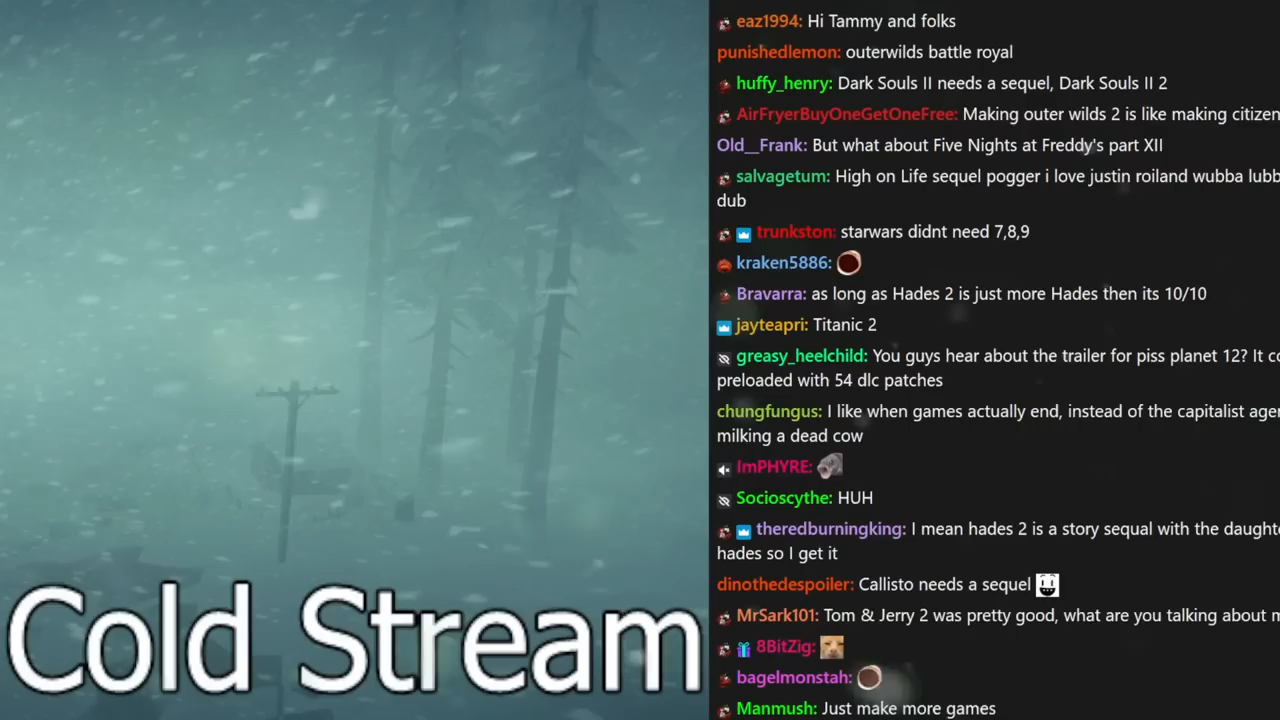 eaz1994: Hi Tammy and folks
punishedlemon: outerwilds battle royal
huffy_henry: Dark Souls II needs a sequel, Dark Souls II 2
AirFryerBuyOneGetOneFree: Making outer wilds 2 is like making citizen
Old__Frank: But what about Five Nights at Freddy's part XII
salvagetum: High on Life sequel pogger i love justin roiland wubba lubb
dub
trunkston: starwars didnt need 7,8,9
kraken5886:
Bravarra: as long as Hades 2 is just more Hades then its 10/10
jayteapri: Titanic 2
greasy_heelchild: You guys hear about the trailer for piss planet 12? It co
preloaded with 54 dlc patches
chungfungus: I like when games actually end, instead of the capitalist age
milking a dead cow
ImPHYRE:
Socioscythe: HUH
theredburningking: I mean hades 2 is a story sequal with the daught
hades so I get it
dinothedespoiler: Callisto needs a sequel
MrSark101: Tom & Jerry 2 was pretty good, what are you talking about m
8BitZig:
bagelmonstah:
Manmush: Just make more games
Cold Stream